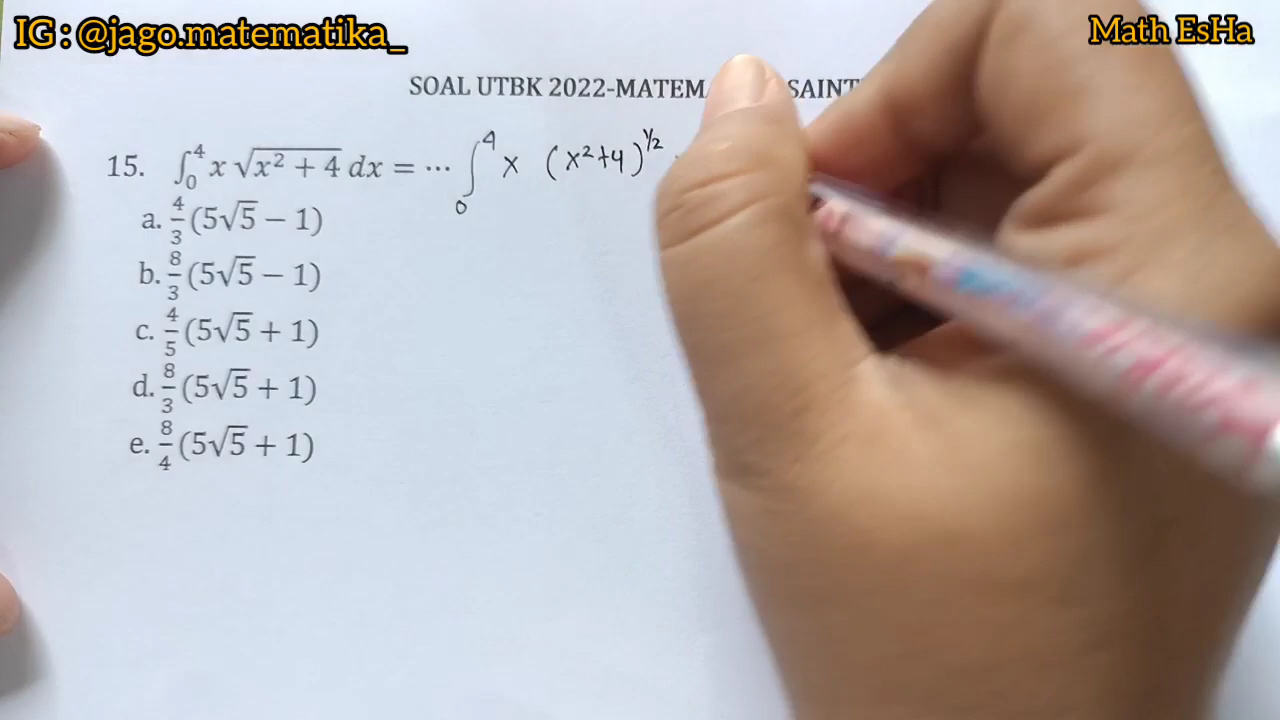 IG : @jago.matematika_
Math EsHa
SOAL UTBK 2022-MATEM SAINT
15. ∫₀⁴ x √(x² + 4) dx = ... ∫₀⁴ x (x²+4)^½
a. 4/3 (5√5 − 1)
b. 8/3 (5√5 − 1)
c. 4/5 (5√5 + 1)
d. 8/3 (5√5 + 1)
e. 8/4 (5√5 + 1)